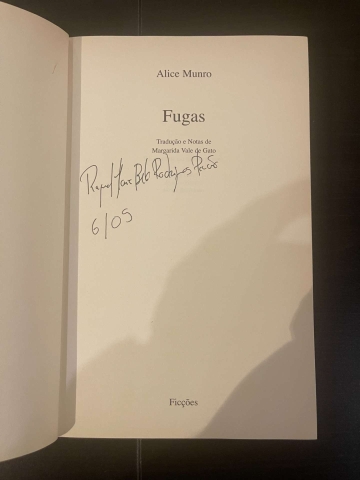 Alice Munro
Fugas
Tradução e Notas de
Margarida Vale de Gato
Rodrigues
6/05
Ficções